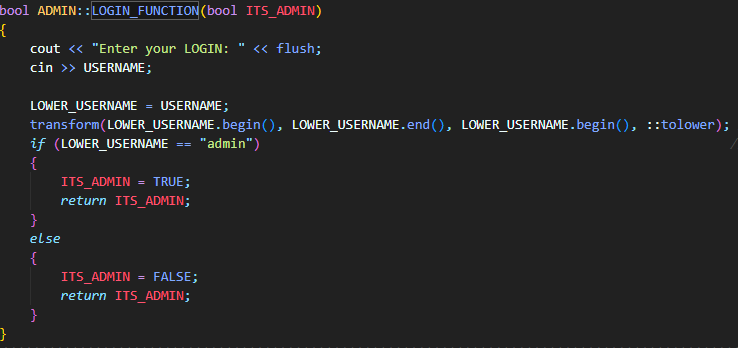 bool ADMIN::LOGIN_FUNCTION(bool ITS_ADMIN)
{
    cout << "Enter your LOGIN: " << flush;
    cin >> USERNAME;

    LOWER_USERNAME = USERNAME;
    transform(LOWER_USERNAME.begin(), LOWER_USERNAME.end(), LOWER_USERNAME.begin(), ::tolower);
    if (LOWER_USERNAME == "admin")
    {
        ITS_ADMIN = TRUE;
        return ITS_ADMIN;
    }
    else
    {
        ITS_ADMIN = FALSE;
        return ITS_ADMIN;
    }
}